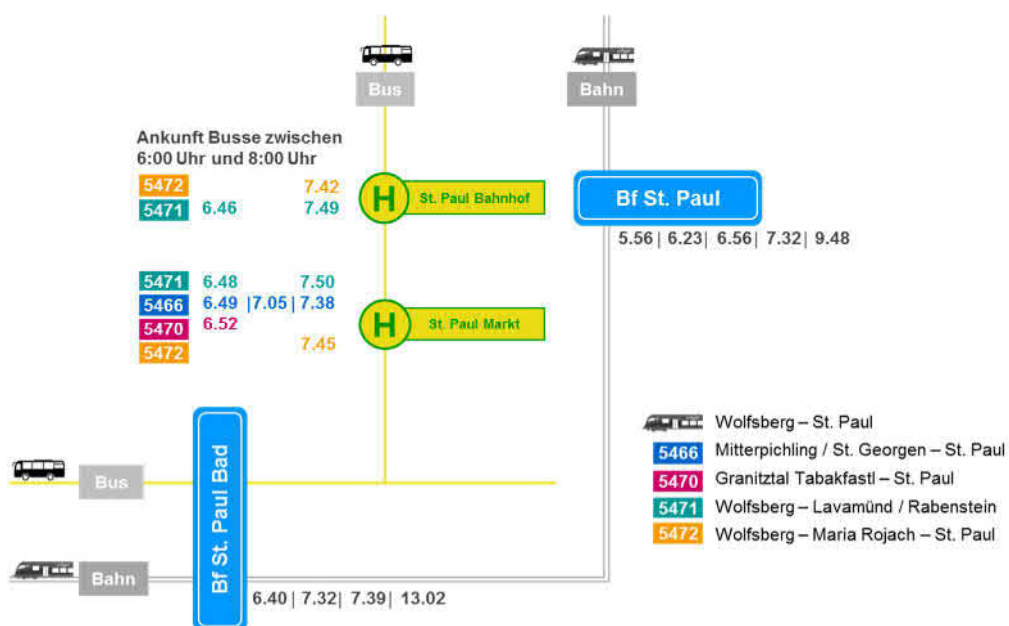 Bus
Bahn
Ankunft Busse zwischen
6:00 Uhr und 8:00 Uhr
5472 7.42
5471 6.46 7.49
H St. Paul Bahnhof
Bf St. Paul
5.56 | 6.23 | 6.56 | 7.32 | 9.48
5471 6.48 7.50
5466 6.49 |7.05 | 7.38
5470 6.52
5472 7.45
H St. Paul Markt
Bf St. Paul Bad
Bus
Bahn
6.40 | 7.32 | 7.39 | 13.02
Wolfsberg – St. Paul
5466 Mitterpichling / St. Georgen – St. Paul
5470 Granitztal Tabakfastl – St. Paul
5471 Wolfsberg – Lavamünd / Rabenstein
5472 Wolfsberg – Maria Rojach – St. Paul